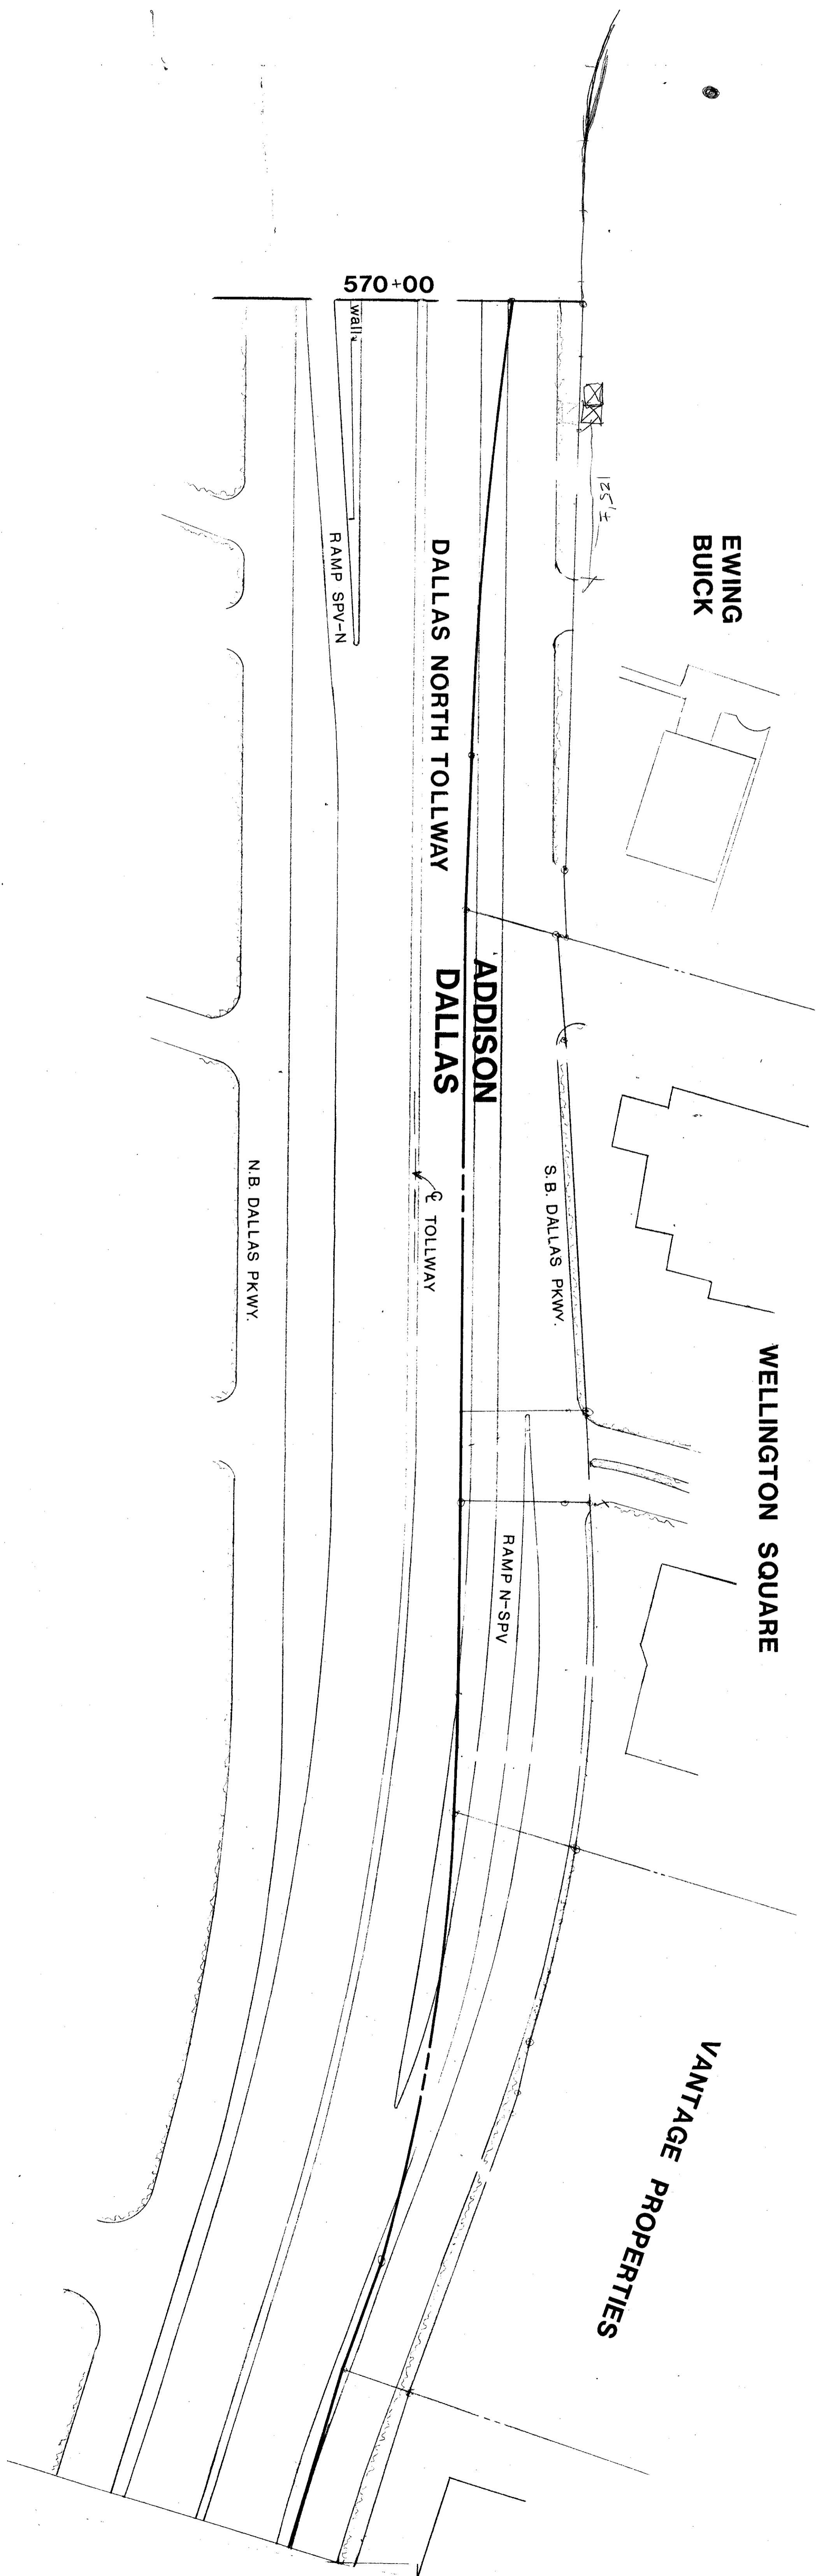 570+00
wall
125'±
EWING
BUICK
RAMP SPV-N
DALLAS NORTH TOLLWAY
ADDISON
DALLAS
N.B. DALLAS PKWY.
℄ TOLLWAY
S.B. DALLAS PKWY.
WELLINGTON SQUARE
RAMP N-SPV
VANTAGE PROPERTIES